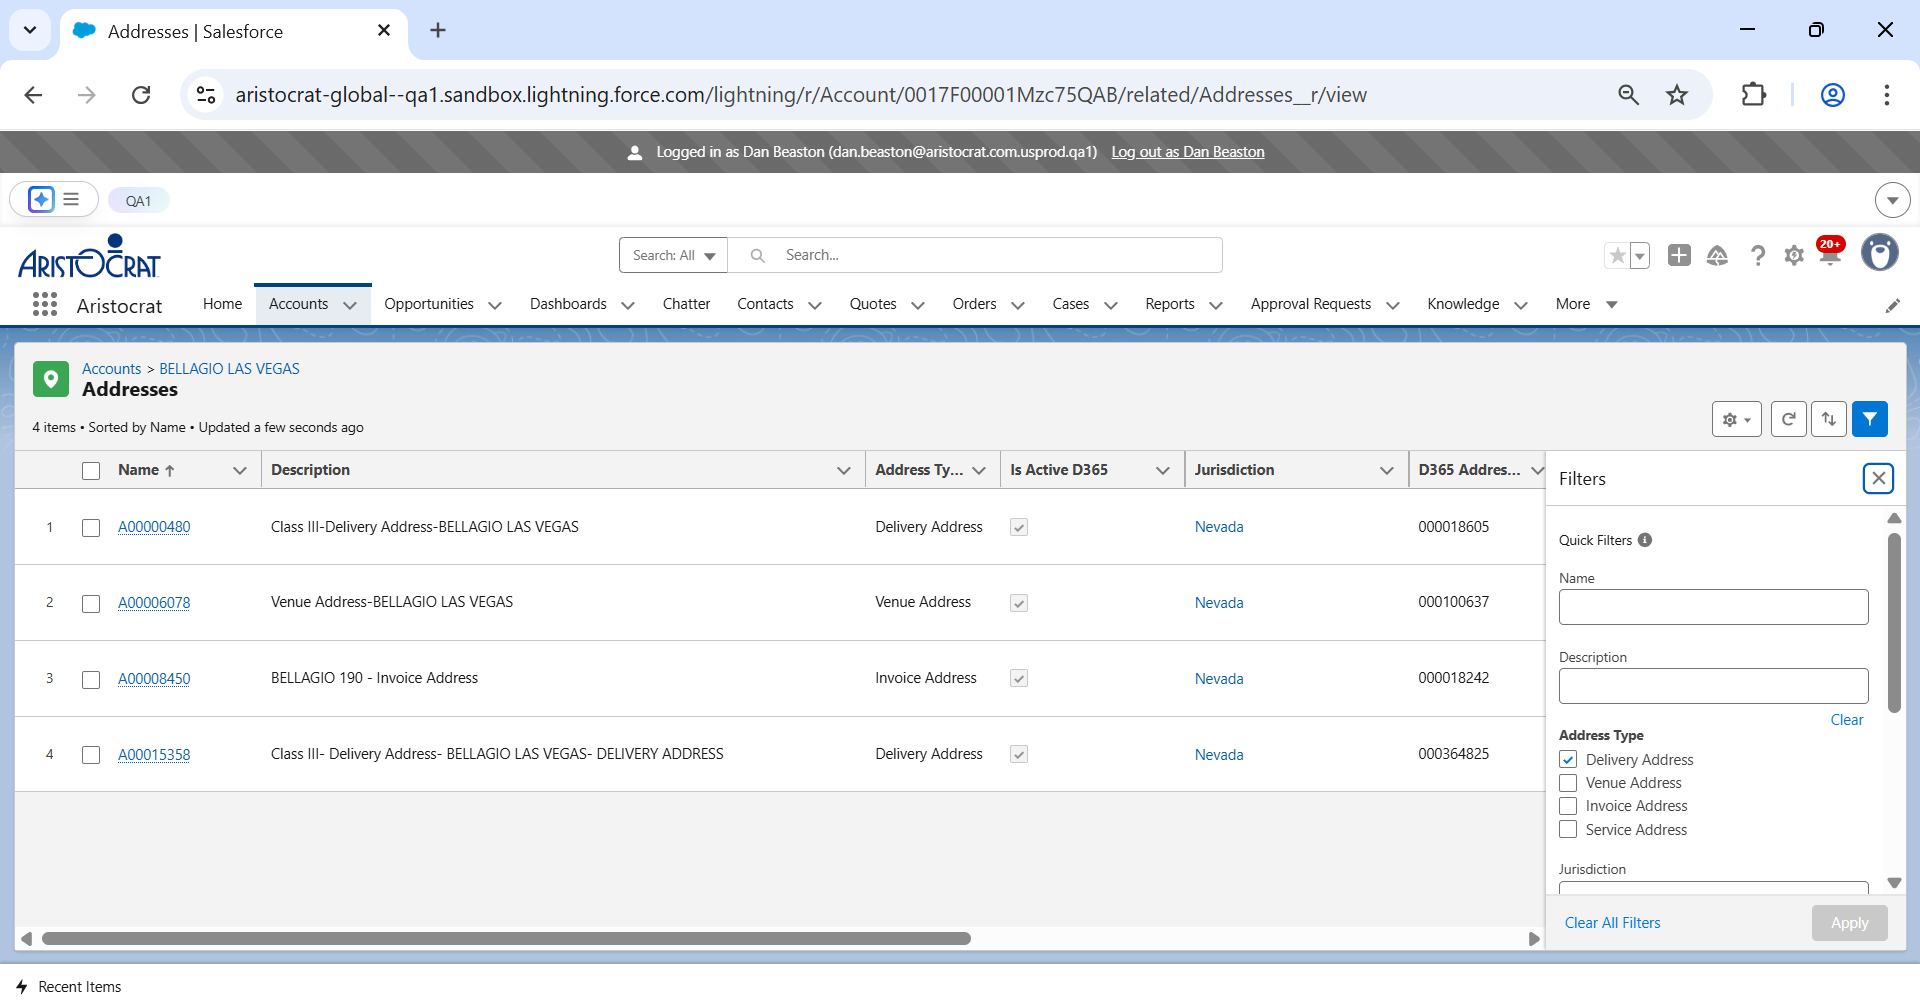 Addresses | Salesforce
aristocrat-global--qa1.sandbox.lightning.force.com/lightning/r/Account/0017F00001Mzc75QAB/related/Addresses__r/view
Logged in as Dan Beaston (dan.beaston@aristocrat.com.usprod.qa1) Log out as Dan Beaston
QA1
ARISTOCRAT
Search: All
Search...
20+
Aristocrat
Home
Accounts
Opportunities
Dashboards
Chatter
Contacts
Quotes
Orders
Cases
Reports
Approval Requests
Knowledge
More
Accounts > BELLAGIO LAS VEGAS
Addresses
4 items • Sorted by Name • Updated a few seconds ago
Name ↑ Description Address Ty... Is Active D365 Jurisdiction D365 Addres...
1 A00000480 Class III-Delivery Address-BELLAGIO LAS VEGAS Delivery Address Nevada 000018605
2 A00006078 Venue Address-BELLAGIO LAS VEGAS Venue Address Nevada 000100637
3 A00008450 BELLAGIO 190 - Invoice Address Invoice Address Nevada 000018242
4 A00015358 Class III- Delivery Address- BELLAGIO LAS VEGAS- DELIVERY ADDRESS Delivery Address Nevada 000364825
Filters
Quick Filters
Name
Description
Clear
Address Type
Delivery Address
Venue Address
Invoice Address
Service Address
Jurisdiction
Clear All Filters
Apply
Recent Items